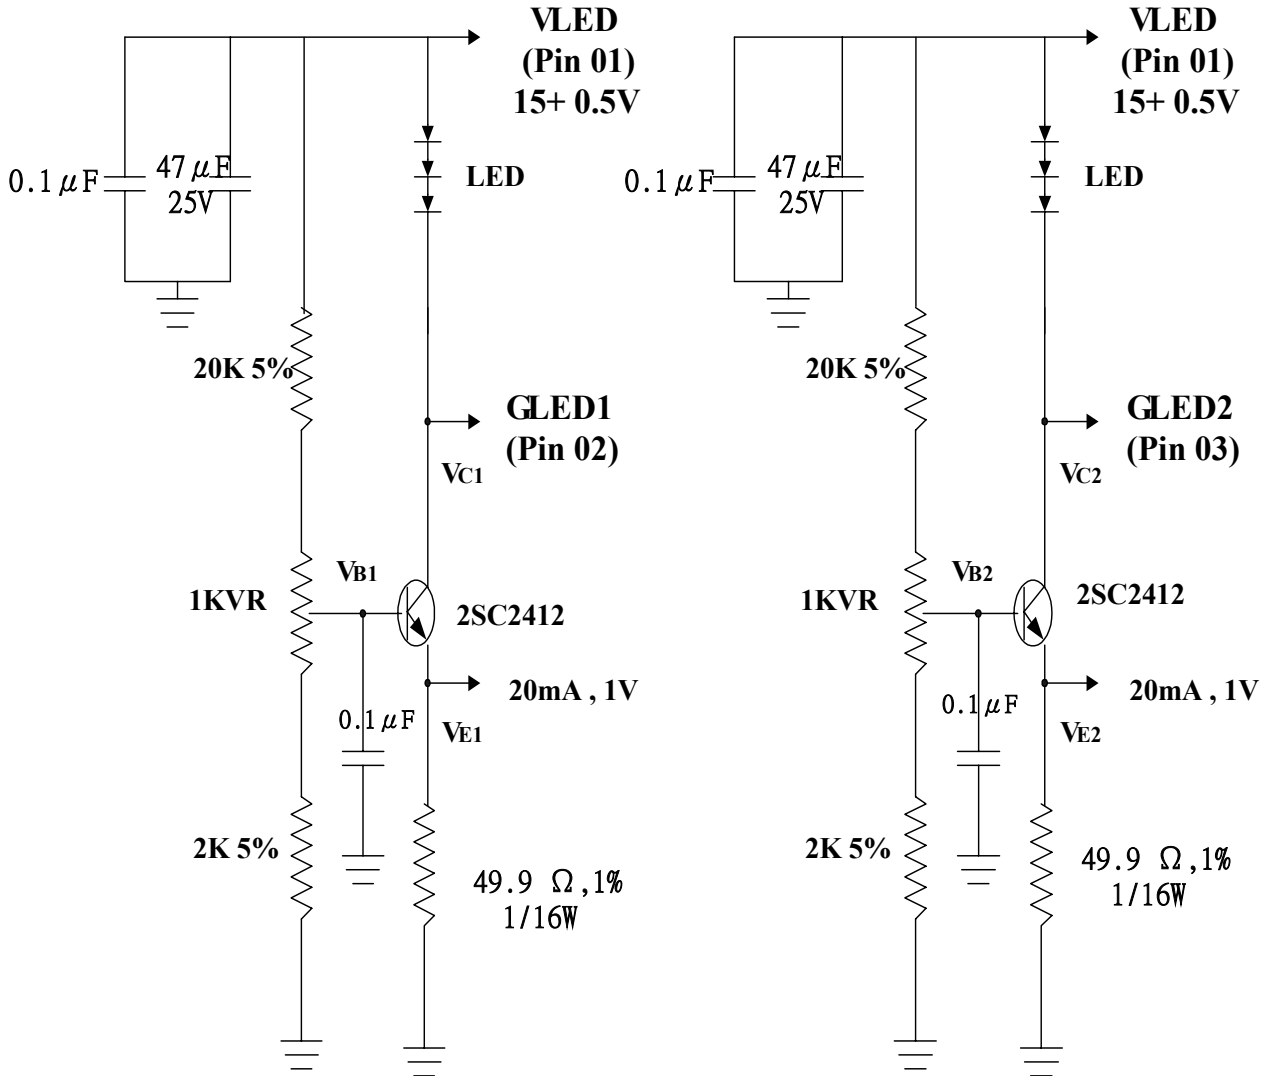 VLED
(Pin 01)
15+ 0.5V
0.1μF
47μF
25V
LED
20K 5%
GLED1
(Pin 02)
VC1
VB1
1KVR
2SC2412
20mA , 1V
0.1μF
VE1
2K 5%
49.9 Ω,1%
1/16W
VLED
(Pin 01)
15+ 0.5V
0.1μF
47μF
25V
LED
20K 5%
GLED2
(Pin 03)
VC2
VB2
1KVR
2SC2412
20mA , 1V
0.1μF
VE2
2K 5%
49.9 Ω,1%
1/16W